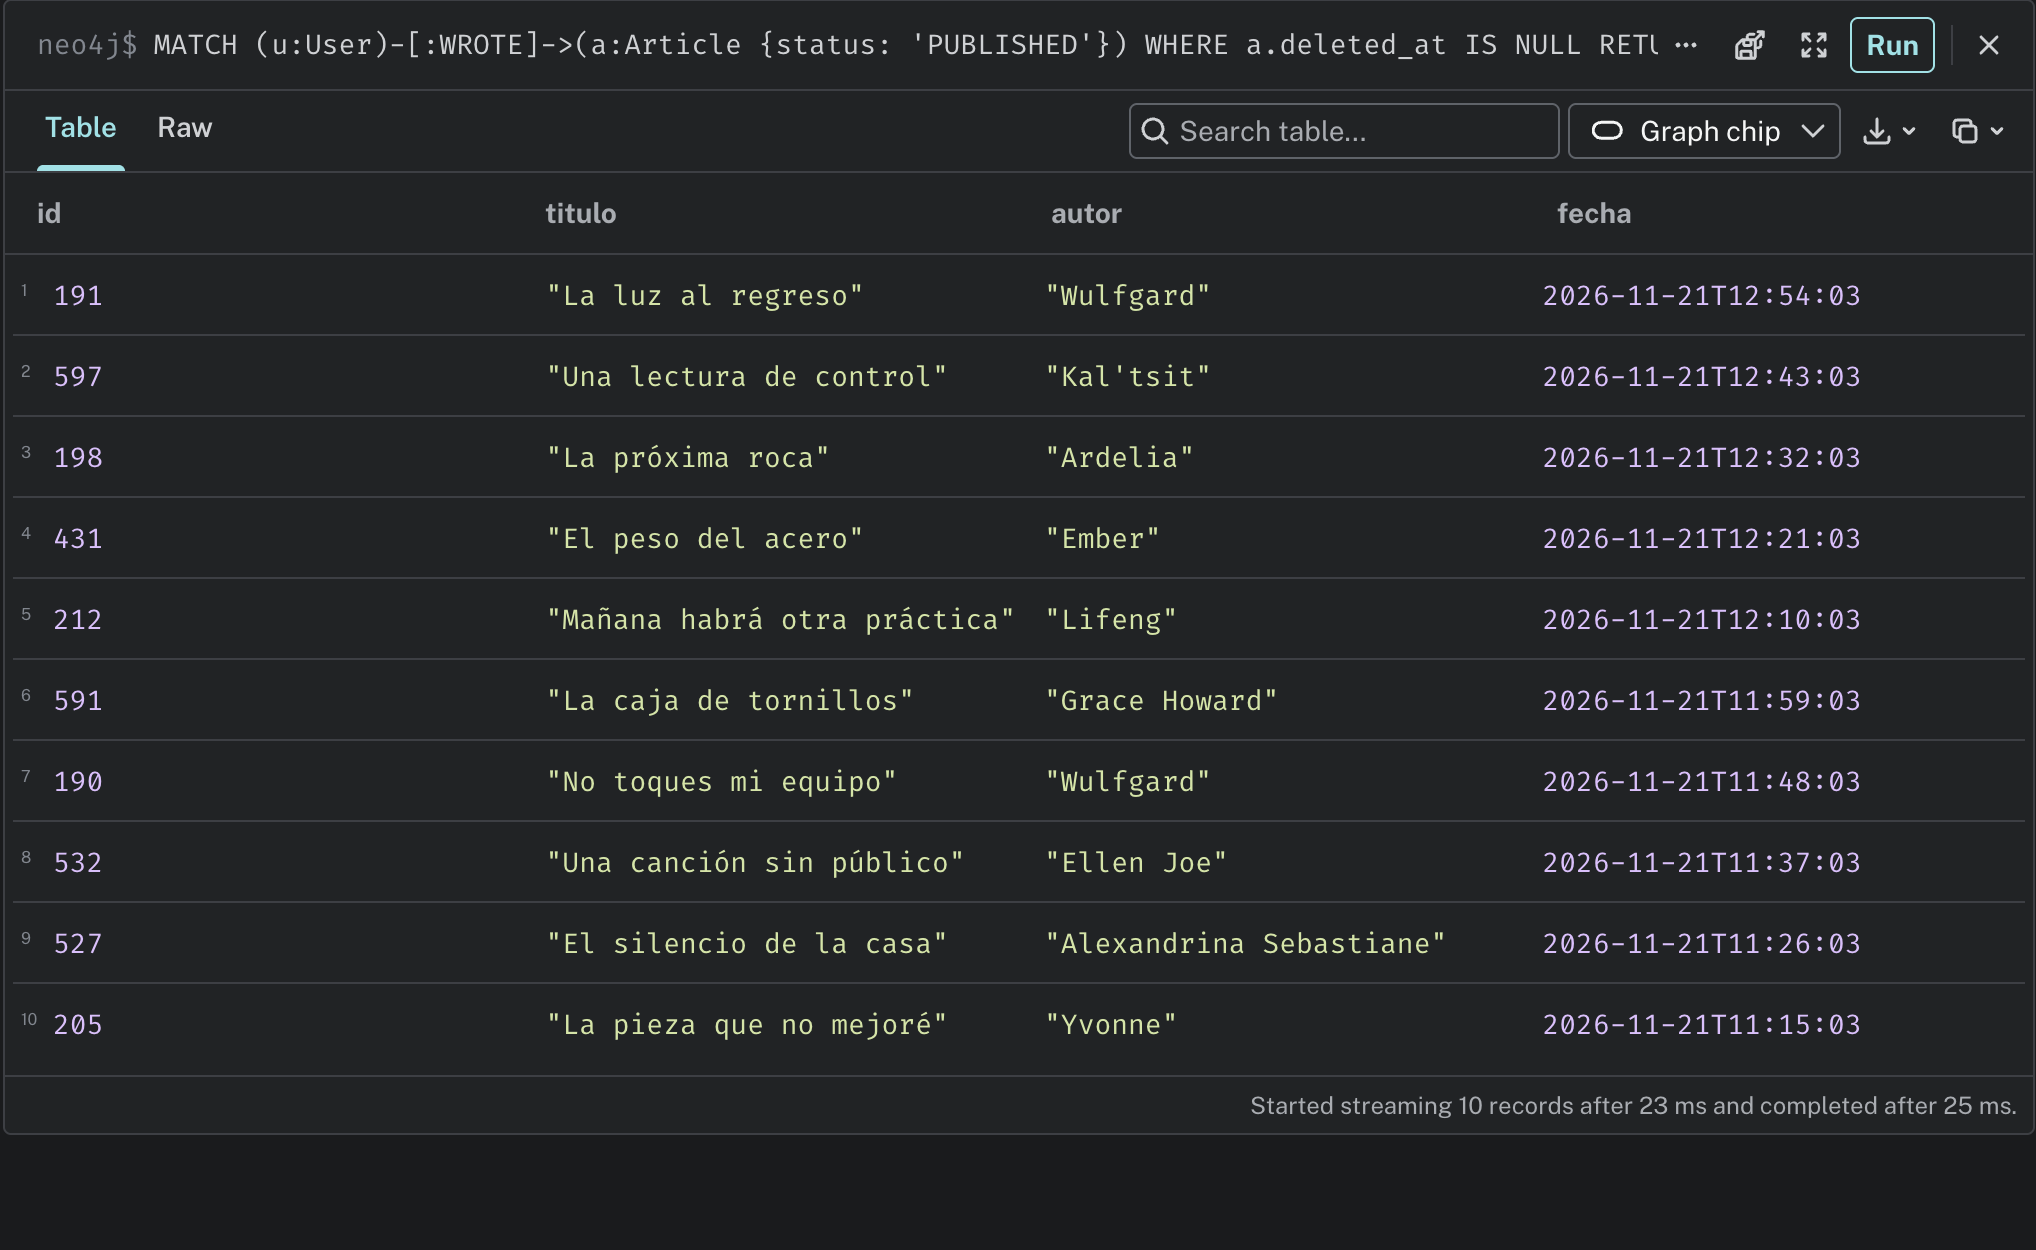 neo4j$ MATCH (u:User)-[:WROTE]->(a:Article {status: 'PUBLISHED'}) WHERE a.deleted_at IS NULL RETU ··· Run
Table Raw Search table... Graph chip
id titulo autor fecha
1 191 "La luz al regreso" "Wulfgard" 2026-11-21T12:54:03
2 597 "Una lectura de control" "Kal'tsit" 2026-11-21T12:43:03
3 198 "La próxima roca" "Ardelia" 2026-11-21T12:32:03
4 431 "El peso del acero" "Ember" 2026-11-21T12:21:03
5 212 "Mañana habrá otra práctica" "Lifeng" 2026-11-21T12:10:03
6 591 "La caja de tornillos" "Grace Howard" 2026-11-21T11:59:03
7 190 "No toques mi equipo" "Wulfgard" 2026-11-21T11:48:03
8 532 "Una canción sin público" "Ellen Joe" 2026-11-21T11:37:03
9 527 "El silencio de la casa" "Alexandrina Sebastiane" 2026-11-21T11:26:03
10 205 "La pieza que no mejoré" "Yvonne" 2026-11-21T11:15:03
Started streaming 10 records after 23 ms and completed after 25 ms.